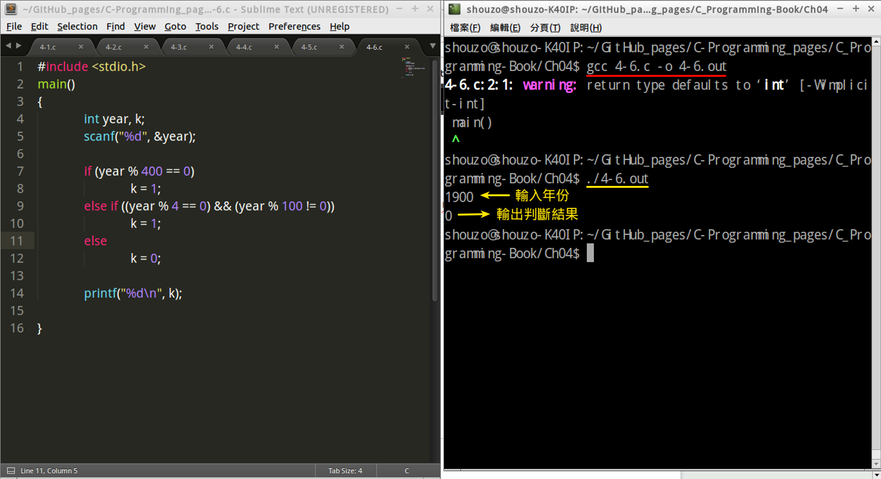 ~/GitHub_pages/C-Programming_pag...-6.c - Sublime Text (UNREGISTERED)
File Edit Selection Find View Goto Tools Project Preferences Help
4-1.c 4-2.c 4-3.c 4-4.c 4-5.c 4-6.c
1 #include <stdio.h>
2 main()
3 {
4 int year, k;
5 scanf("%d", &year);
6
7 if (year % 400 == 0)
8 k = 1;
9 else if ((year % 4 == 0) && (year % 100 != 0))
10 k = 1;
11 else
12 k = 0;
13
14 printf("%d\n", k);
15
16 }
Line 11, Column 5 Tab Size: 4 C
shouzo@shouzo-K40IP: ~/GitHub_pa...g_pages/C_Programming-Book/Ch04
檔案(F) 編輯(E) 分頁(T) 說明(H)
shouzo@shouzo-K40IP:~/GitHub_pages/C-Programming_pages/C_Pro
gramming-Book/Ch04$ gcc 4-6.c -o 4-6.out
4-6.c:2:1: warning: return type defaults to ‘int’ [-Wimplici
t-int]
main()
^
shouzo@shouzo-K40IP:~/GitHub_pages/C-Programming_pages/C_Pro
gramming-Book/Ch04$ ./4-6.out
1900 輸入年份
0 輸出判斷結果
shouzo@shouzo-K40IP:~/GitHub_pages/C-Programming_pages/C_Pro
gramming-Book/Ch04$